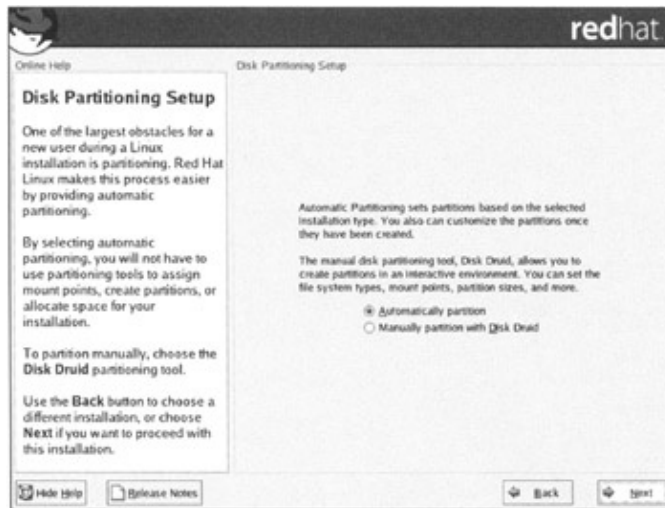 redhat.
Online Help
Disk Partitioning Setup
Disk Partitioning Setup
One of the largest obstacles for a
new user during a Linux
installation is partitioning. Red Hat
Linux makes this process easier
by providing automatic
partitioning.
By selecting automatic
partitioning, you will not have to
use partitioning tools to assign
mount points, create partitions, or
allocate space for your
installation.
To partition manually, choose the
Disk Druid partitioning tool.
Use the Back button to choose a
different installation, or choose
Next if you want to proceed with
this installation.
Automatic Partitioning sets partitions based on the selected
installation type. You also can customize the partitions once
they have been created.
The manual disk partitioning tool, Disk Druid, allows you to
create partitions in an interactive environment. You can set the
file system types, mount points, partition sizes, and more.
Automatically partition
Manually partition with Disk Druid
Hide Help
Release Notes
Back
Next